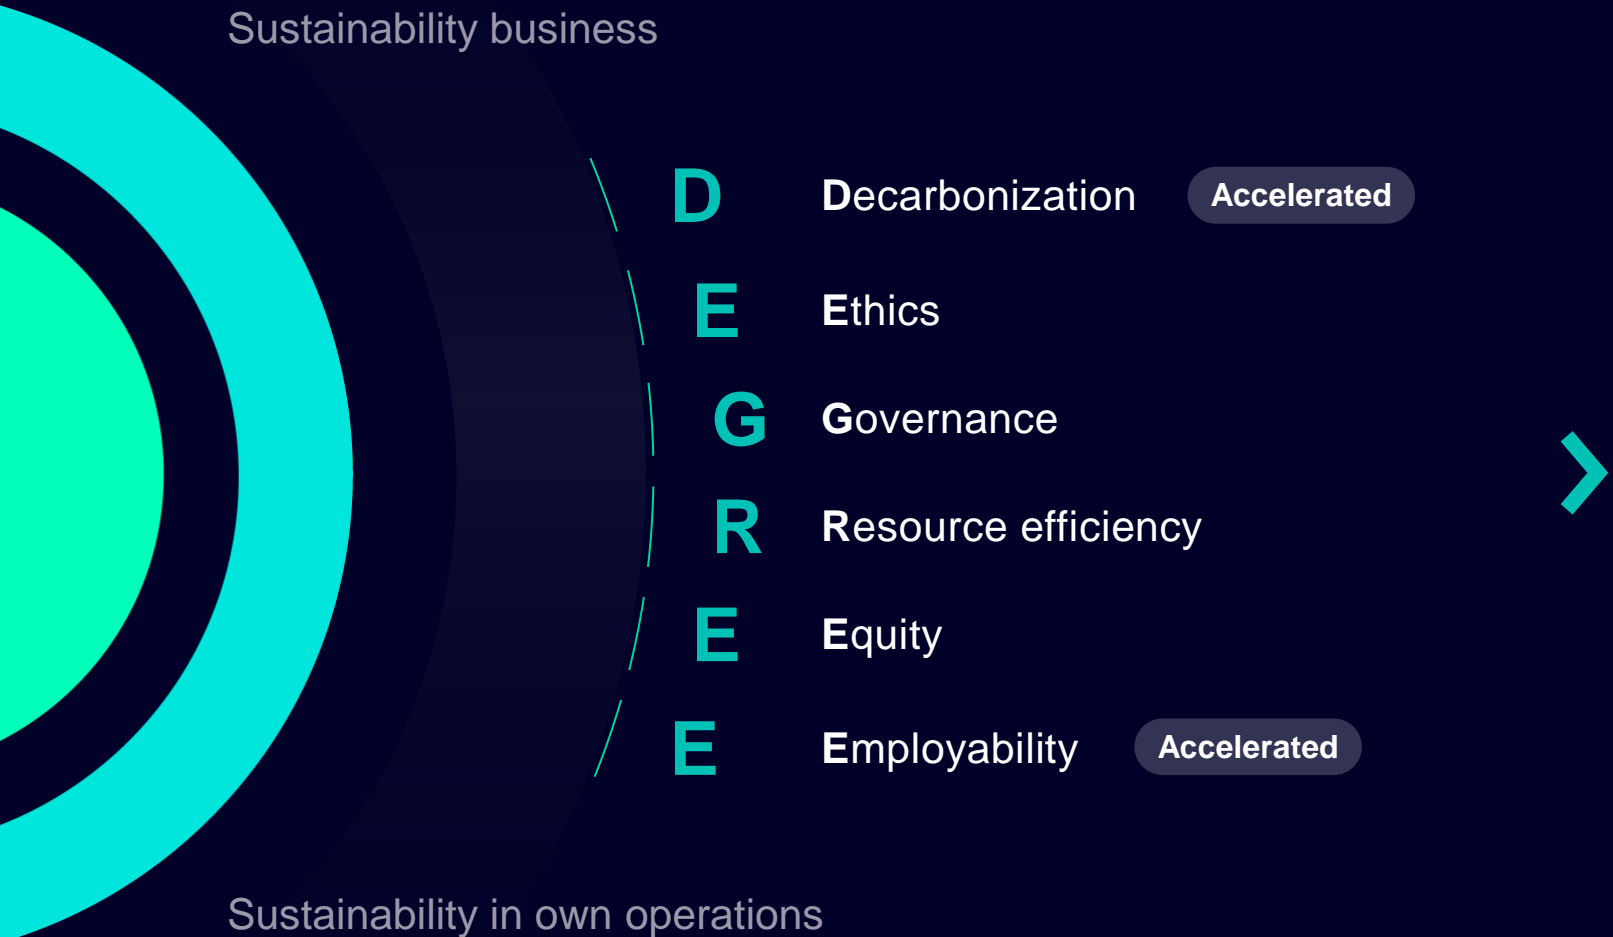 Sustainability business
D Decarbonization Accelerated
E Ethics
G Governance
R Resource efficiency
E Equity
E Employability Accelerated
Sustainability in own operations